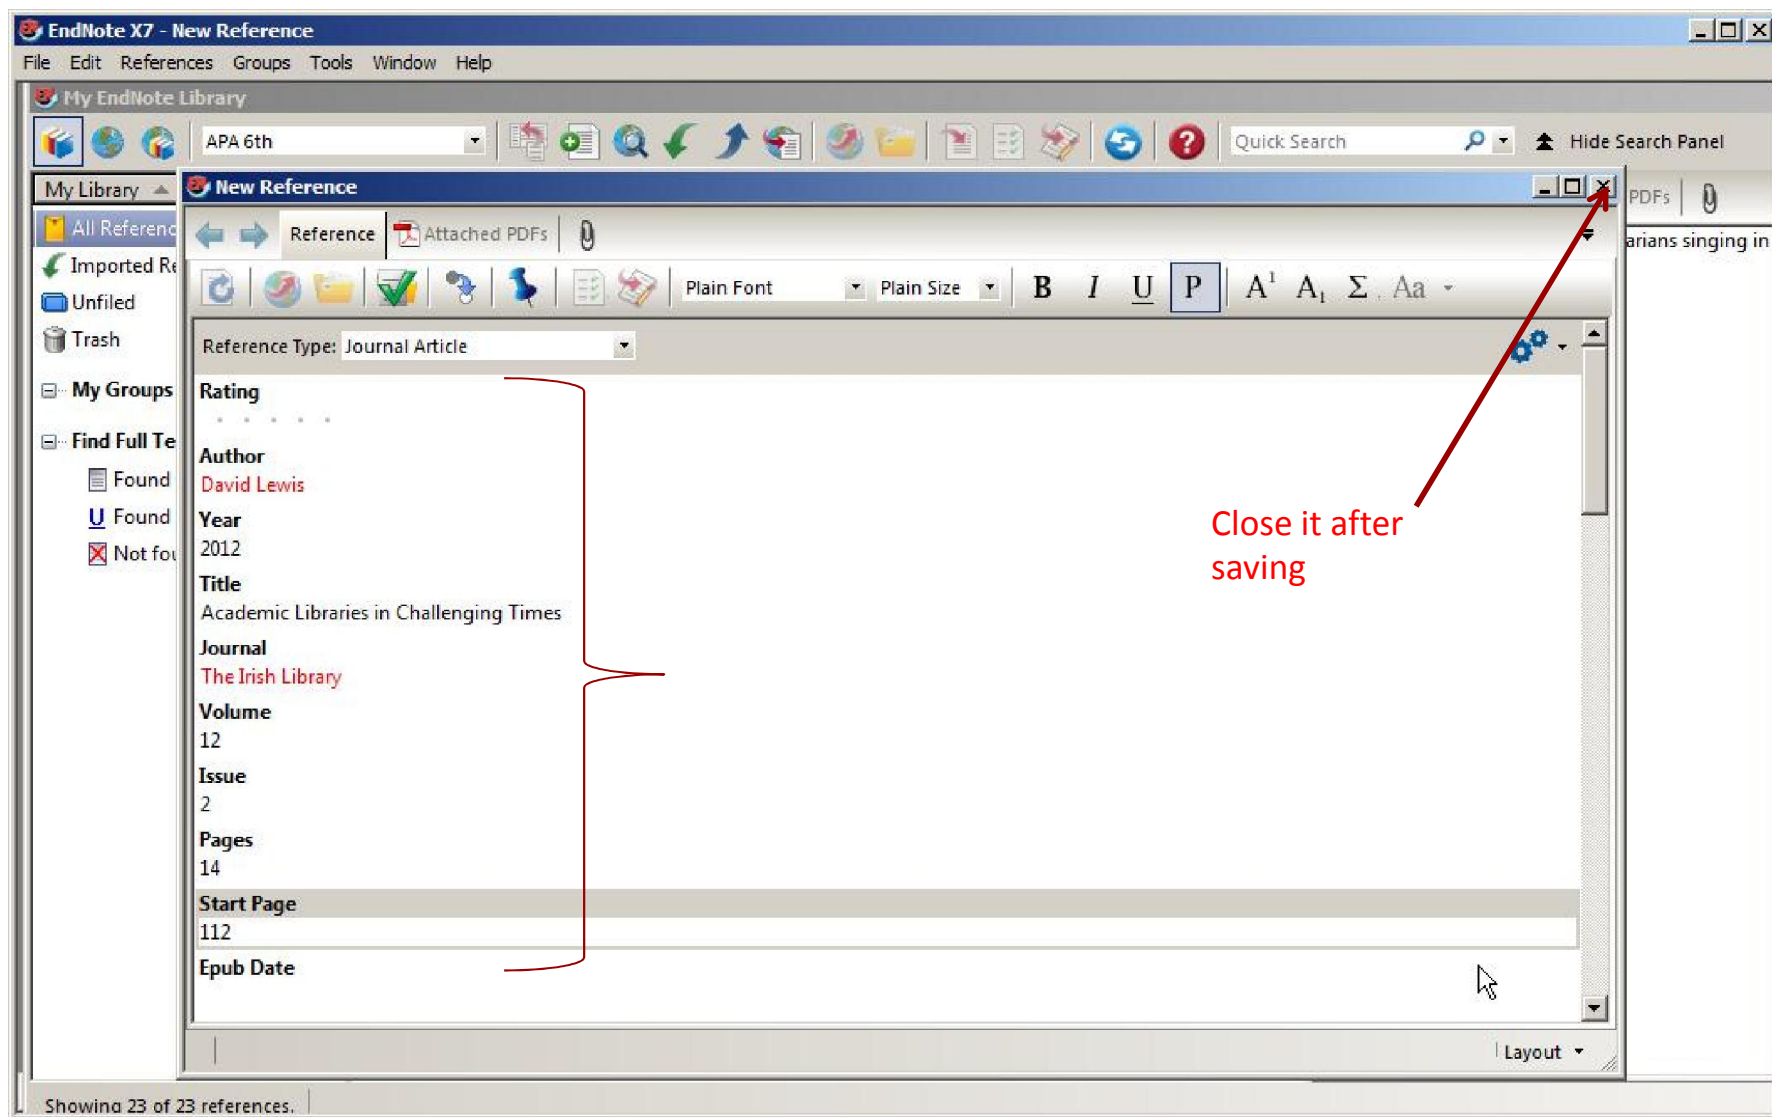 EndNote X7 - New Reference
File Edit References Groups Tools Window Help
My EndNote Library
APA 6th
Quick Search
Hide Search Panel
My Library
New Reference
PDFs
All Referenc
Reference Attached PDFs
arians singing in
Imported Re
Plain Font Plain Size B I U P A¹ A₁ Σ Aa
Unfiled
Trash
Reference Type: Journal Article
My Groups
Rating
Find Full Te
Author
Found
David Lewis
U Found
Year
2012
Not fou
Close it after
saving
Title
Academic Libraries in Challenging Times
Journal
The Irish Library
Volume
12
Issue
2
Pages
14
Start Page
112
Epub Date
Layout
Showing 23 of 23 references.